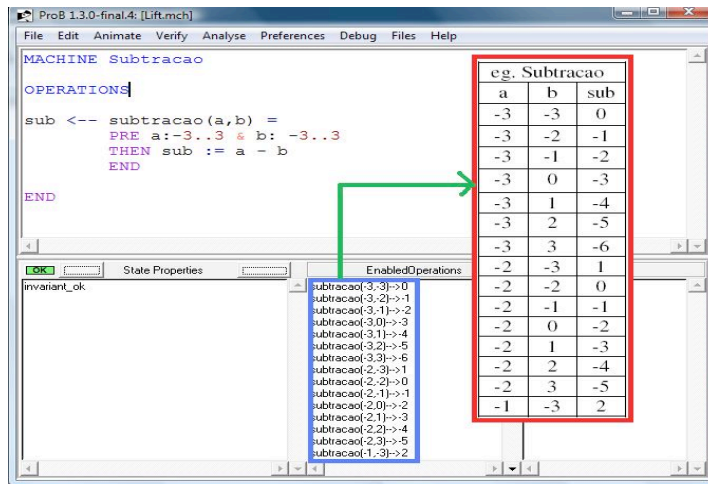 ProB 1.3.0-final.4: [Lift.mch]
File Edit Animate Verify Analyse Preferences Debug Files Help
MACHINE Subtracao
OPERATIONS
sub <-- subtracao(a,b) =
PRE a:-3..3 & b: -3..3
THEN sub := a - b
END
END
eg. Subtracao
a b sub
-3 -3 0
-3 -2 -1
-3 -1 -2
-3 0 -3
-3 1 -4
-3 2 -5
-3 3 -6
-2 -3 1
-2 -2 0
-2 -1 -1
-2 0 -2
-2 1 -3
-2 2 -4
-2 3 -5
-1 -3 2
OK State Properties
invariant_ok
EnabledOperations
subtracao(-3,-3)-->0
subtracao(-3,-2)-->-1
subtracao(-3,-1)-->-2
subtracao(-3,0)-->-3
subtracao(-3,1)-->-4
subtracao(-3,2)-->-5
subtracao(-3,3)-->-6
subtracao(-2,-3)-->1
subtracao(-2,-2)-->0
subtracao(-2,-1)-->-1
subtracao(-2,0)-->-2
subtracao(-2,1)-->-3
subtracao(-2,2)-->-4
subtracao(-2,3)-->-5
subtracao(-1,-3)-->2